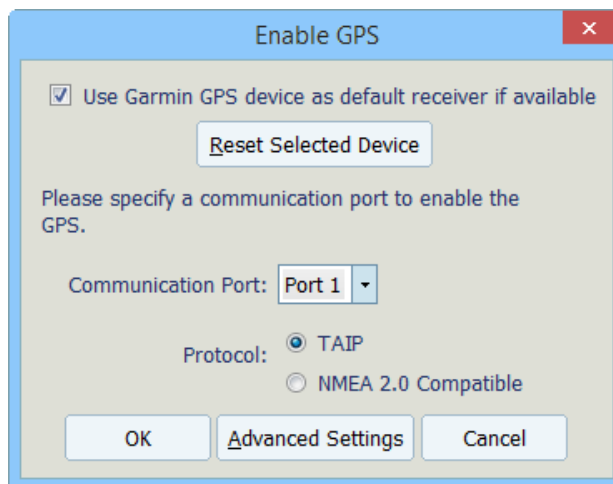 Enable GPS
Use Garmin GPS device as default receiver if available
Reset Selected Device
Please specify a communication port to enable the
GPS.
Communication Port: Port 1
Protocol: TAIP
NMEA 2.0 Compatible
OK Advanced Settings Cancel